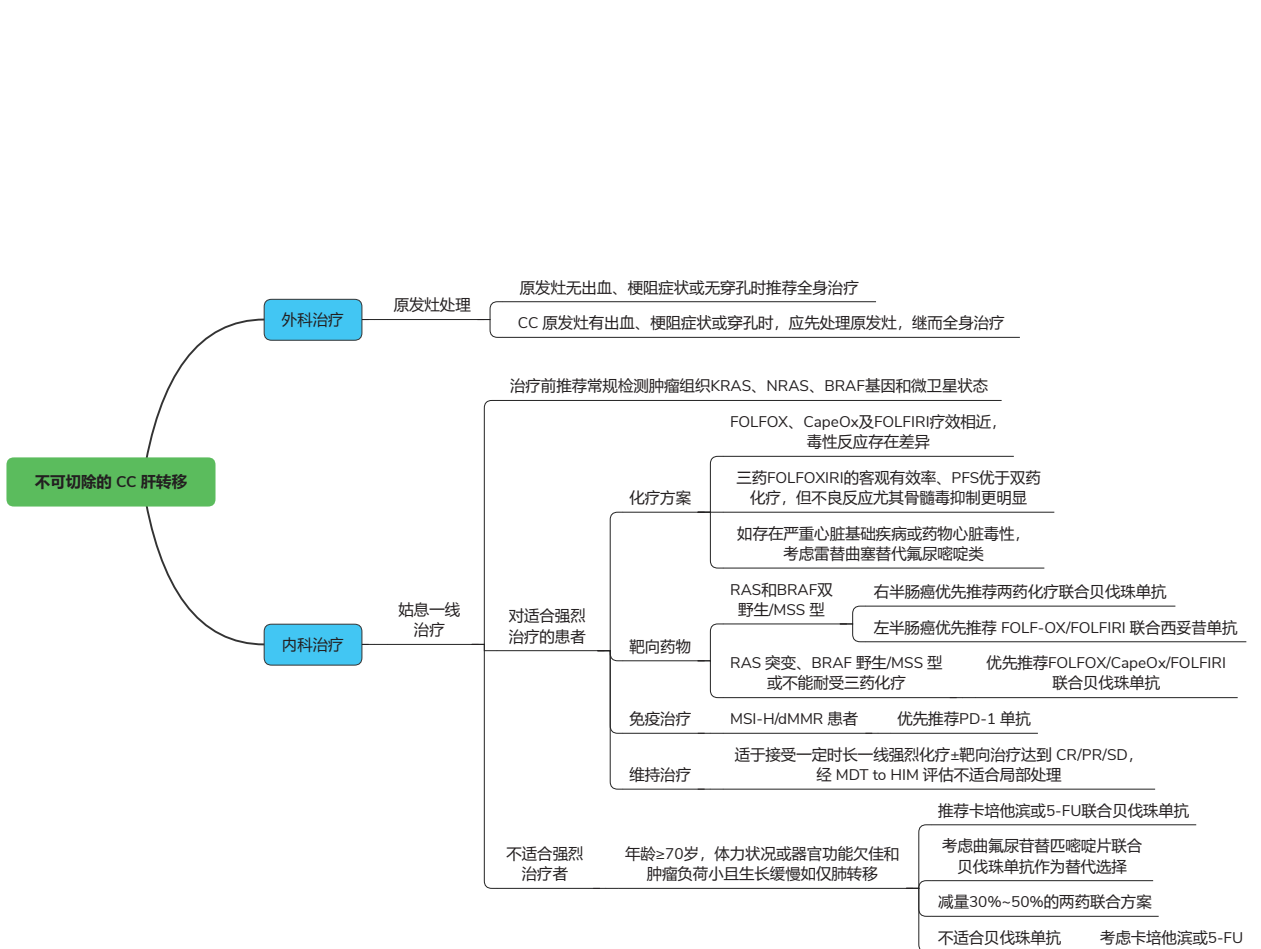 不可切除的 CC 肝转移
外科治疗
原发灶处理
原发灶无出血、梗阻症状或无穿孔时推荐全身治疗
CC 原发灶有出血、梗阻症状或穿孔时，应先处理原发灶，继而全身治疗
内科治疗
姑息一线
治疗
治疗前推荐常规检测肿瘤组织KRAS、NRAS、BRAF基因和微卫星状态
对适合强烈
治疗的患者
化疗方案
FOLFOX、CapeOx及FOLFIRI疗效相近，
毒性反应存在差异
三药FOLFOXIRI的客观有效率、PFS优于双药
化疗，但不良反应尤其骨髓毒抑制更明显
如存在严重心脏基础疾病或药物心脏毒性，
考虑雷替曲塞替代氟尿嘧啶类
靶向药物
RAS和BRAF双
野生/MSS 型
右半肠癌优先推荐两药化疗联合贝伐珠单抗
左半肠癌优先推荐 FOLF-OX/FOLFIRI 联合西妥昔单抗
RAS 突变、BRAF 野生/MSS 型
或不能耐受三药化疗
优先推荐FOLFOX/CapeOx/FOLFIRI
联合贝伐珠单抗
免疫治疗
MSI-H/dMMR 患者
优先推荐PD-1 单抗
维持治疗
适于接受一定时长一线强烈化疗±靶向治疗达到 CR/PR/SD，
经 MDT to HIM 评估不适合局部处理
不适合强烈
治疗者
年龄≥70岁，体力状况或器官功能欠佳和
肿瘤负荷小且生长缓慢如仅肺转移
推荐卡培他滨或5-FU联合贝伐珠单抗
考虑曲氟尿苷替匹嘧啶片联合
贝伐珠单抗作为替代选择
减量30%~50%的两药联合方案
不适合贝伐珠单抗
考虑卡培他滨或5-FU